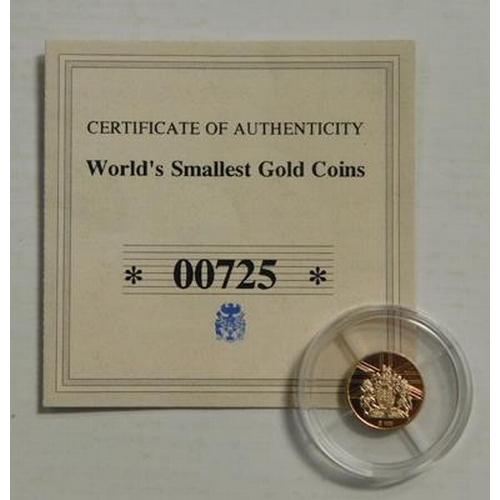 CERTIFICATE OF AUTHENTICITY
World's Smallest Gold Coins
* 00725 *